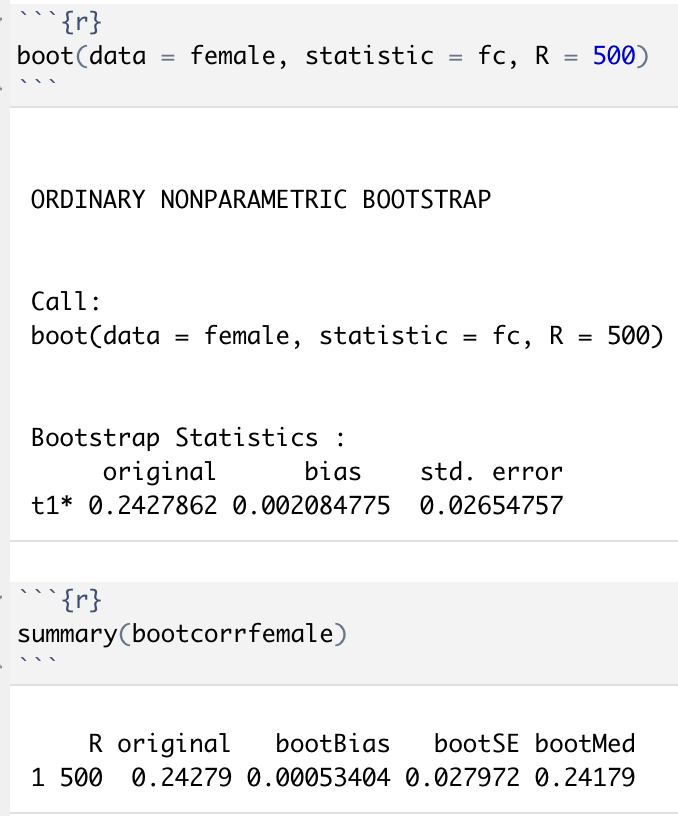 ```{r}
boot(data = female, statistic = fc, R = 500)
```
ORDINARY NONPARAMETRIC BOOTSTRAP
Call:
boot(data = female, statistic = fc, R = 500)
Bootstrap Statistics :
original bias std. error
t1* 0.2427862 0.002084775 0.02654757
```{r}
summary(bootcorrfemale)
```
R original bootBias bootSE bootMed
1 500 0.24279 0.00053404 0.027972 0.24179